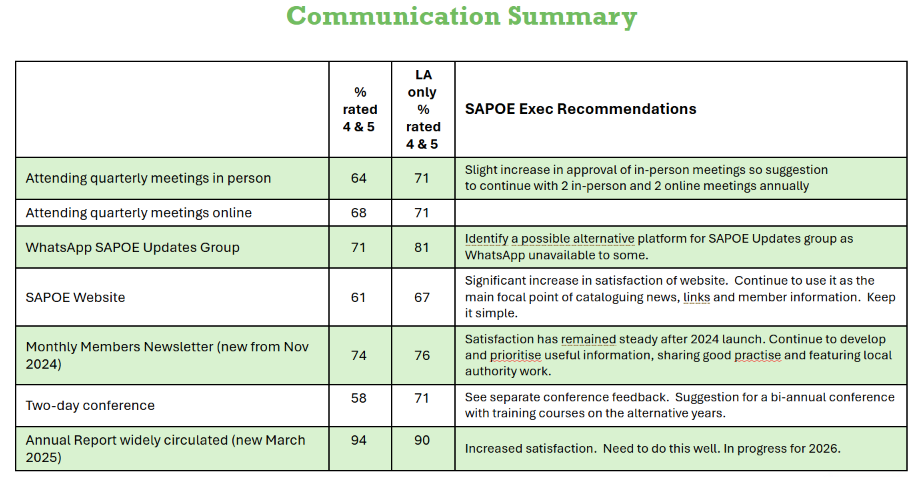 Communication Summary
%
rated
4 & 5
LA
only
%
rated
4 & 5
SAPOE Exec Recommendations
Attending quarterly meetings in person
64
71
Slight increase in approval of in-person meetings so suggestion
to continue with 2 in-person and 2 online meetings annually
Attending quarterly meetings online
68
71
WhatsApp SAPOE Updates Group
71
81
Identify a possible alternative platform for SAPOE Updates group as
WhatsApp unavailable to some.
SAPOE Website
61
67
Significant increase in satisfaction of website.  Continue to use it as the
main focal point of cataloguing news, links and member information.  Keep
it simple.
Monthly Members Newsletter (new from Nov
2024)
74
76
Satisfaction has remained steady after 2024 launch. Continue to develop
and prioritise useful information, sharing good practise and featuring local
authority work.
Two-day conference
58
71
See separate conference feedback.  Suggestion for a bi-annual conference
with training courses on the alternative years.
Annual Report widely circulated (new March
2025)
94
90
Increased satisfaction.  Need to do this well. In progress for 2026.